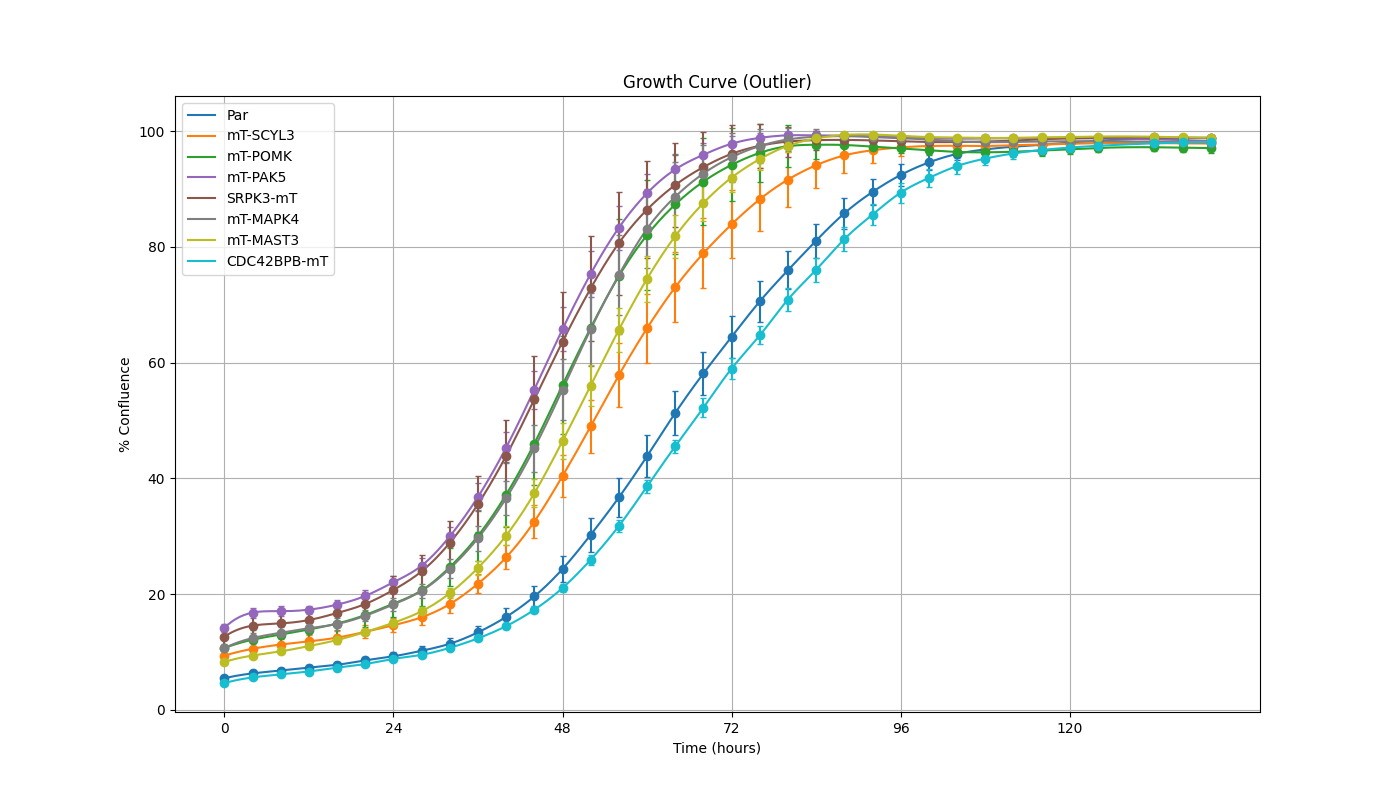 Growth Curve (Outlier)
Par
mT-SCYL3
mT-POMK
mT-PAK5
SRPK3-mT
mT-MAPK4
mT-MAST3
CDC42BPB-mT
100
80
60
40
20
0
% Confluence
0 24 48 72 96 120
Time (hours)